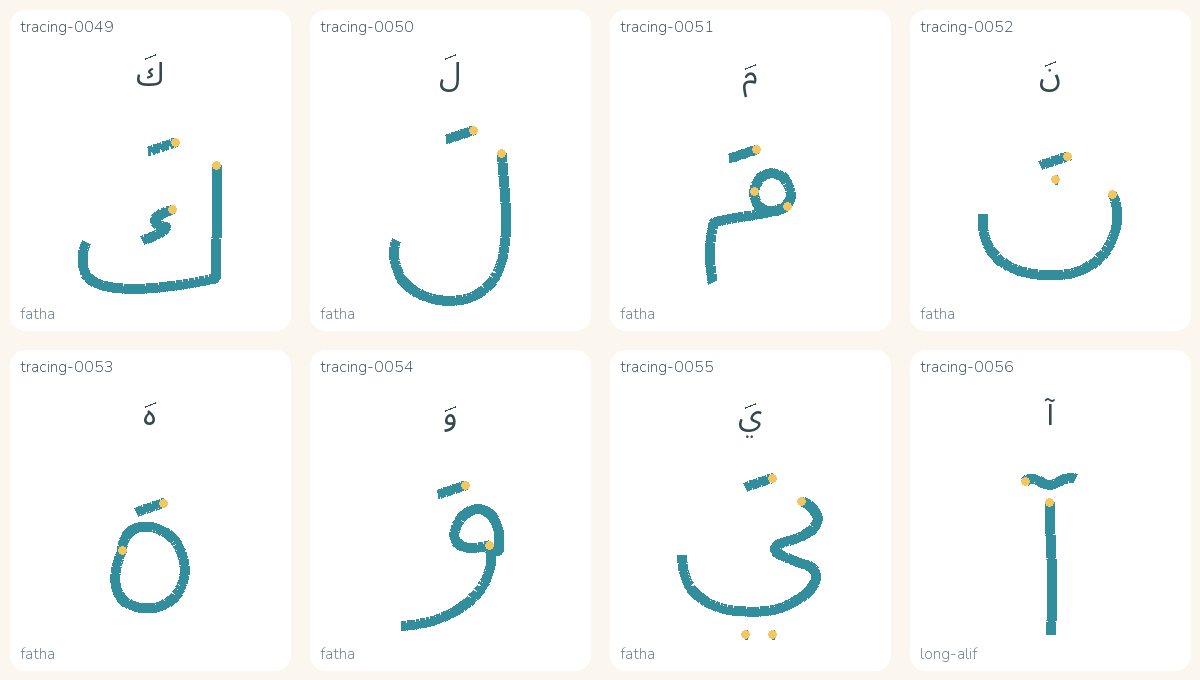 tracing-0049
كَ
كَ
fatha
tracing-0050
لَ
لَ
fatha
tracing-0051
مَ
مَ
fatha
tracing-0052
نَ
نَ
fatha
tracing-0053
هَ
هَ
fatha
tracing-0054
وَ
وَ
fatha
tracing-0055
يَ
يَ
fatha
tracing-0056
آ
آ
long-alif